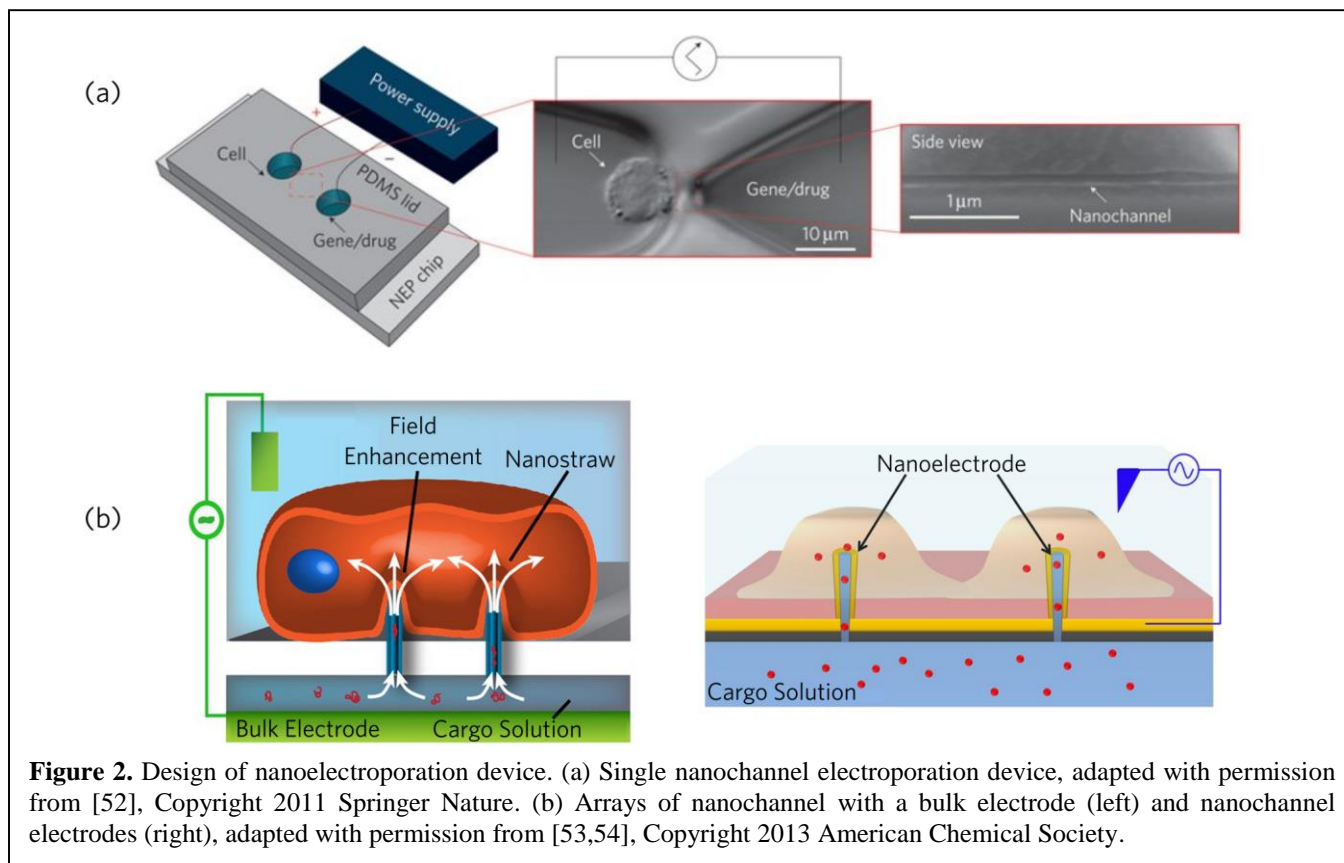 (a)
Power supply
+
−
Cell
PDMS lid
Gene/drug
NEP chip
Cell
Gene/drug
10 µm
Side view
1 µm
Nanochannel
(b)
Field
Enhancement
Nanostraw
Bulk Electrode
Cargo Solution
Nanoelectrode
Cargo Solution
Figure 2. Design of nanoelectroporation device. (a) Single nanochannel electroporation device, adapted with permission
from [52], Copyright 2011 Springer Nature. (b) Arrays of nanochannel with a bulk electrode (left) and nanochannel
electrodes (right), adapted with permission from [53,54], Copyright 2013 American Chemical Society.